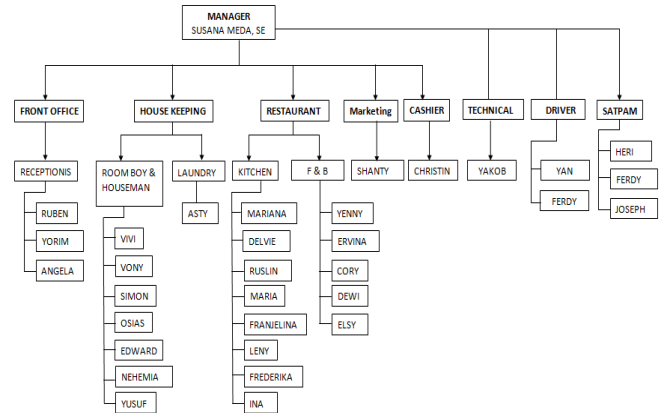 MANAGER
SUSANA MEDA, SE
FRONT OFFICE
HOUSE KEEPING
RESTAURANT
Marketing
CASHIER
TECHNICAL
DRIVER
SATPAM
RECEPTIONIS
RUBEN
YORIM
ANGELA
ROOM BOY &
HOUSEMAN
VIVI
VONY
SIMON
OSIAS
EDWARD
NEHEMIA
YUSUF
LAUNDRY
ASTY
KITCHEN
MARIANA
DELVIE
RUSLIN
MARIA
FRANJELINA
LENY
FREDERIKA
INA
F & B
YENNY
ERVINA
CORY
DEWI
ELSY
SHANTY
CHRISTIN
YAKOB
YAN
FERDY
HERI
FERDY
JOSEPH